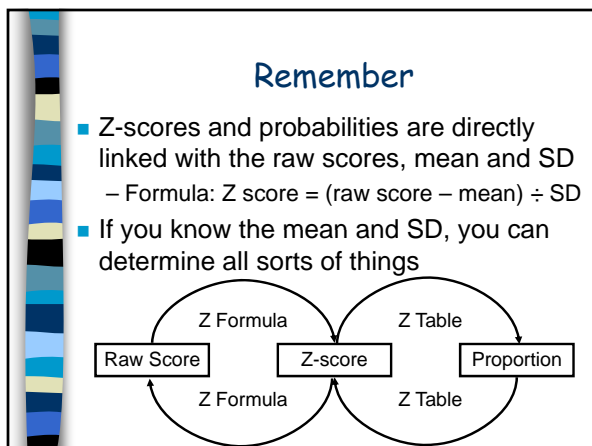 Remember
■ Z-scores and probabilities are directly
linked with the raw scores, mean and SD
– Formula: Z score = (raw score – mean) ÷ SD
■ If you know the mean and SD, you can
determine all sorts of things
Z Formula Z Table
Raw Score Z-score Proportion
Z Formula Z Table